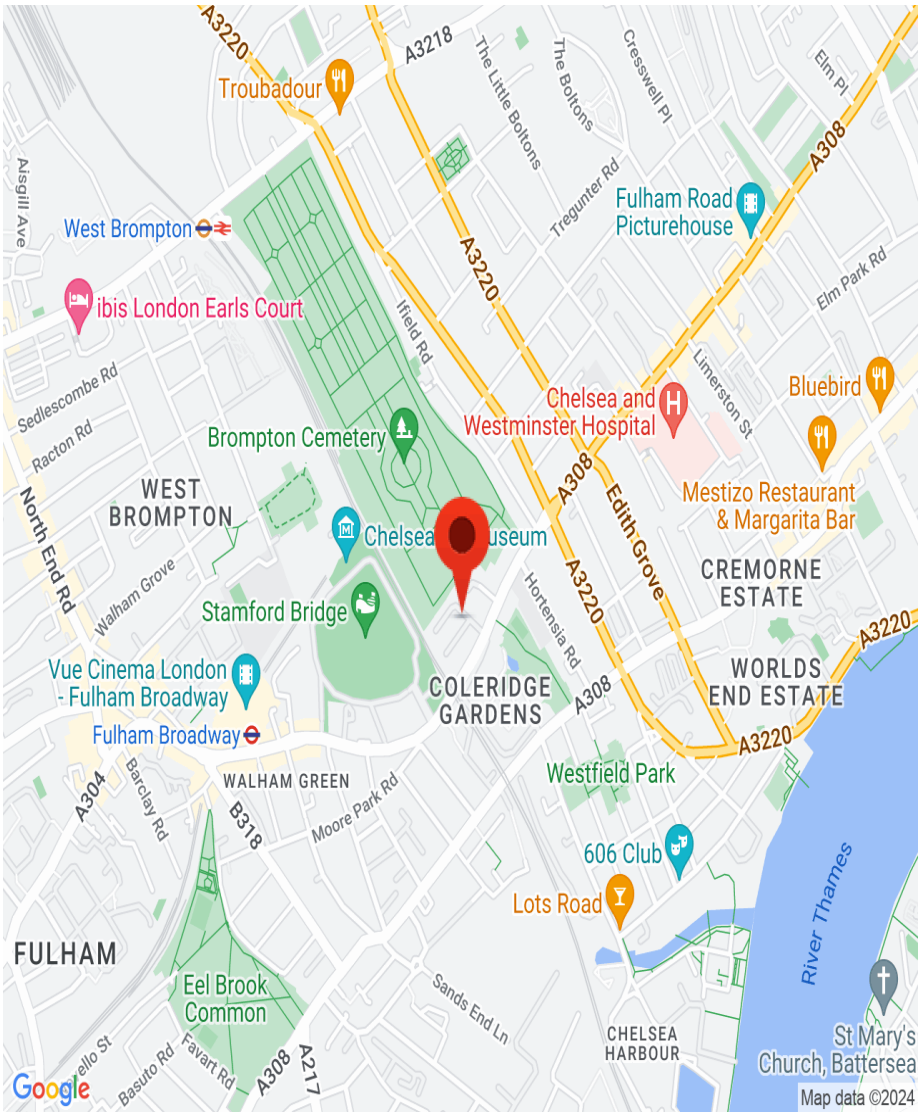 A3220
A3218
The Little Boltons
The Boltons
Cresswell Pl
Elm Pl
Troubadour
A308
Aisgill Ave
Tregunter Rd
Fulham Road
Picturehouse
West Brompton
A3220
Elm Park Rd
ibis London Earls Court
Ifield Rd
Limerston St
Sedlescombe Rd
Bluebird
Chelsea and
Westminster Hospital
Racton Rd
Brompton Cemetery
A308
WEST
BROMPTON
Mestizo Restaurant
& Margarita Bar
North End Rd
Edith Grove
Chelsea
CREMORNE
ESTATE
Walham Grove
Stamford Bridge
Hortensia Rd
A3220
A3220
Vue Cinema London
- Fulham Broadway
COLERIDGE
GARDENS
A308
WORLDS
END ESTATE
Fulham Broadway
A3220
WALHAM GREEN
Westfield Park
A304
Barclay Rd
B318
Moore Park Rd
606 Club
Lots Road
River Thames
FULHAM
Eel Brook
Common
Sands End Ln
CHELSEA
HARBOUR
St Mary's
Church, Battersea
Basuto Rd
Favart Rd
A308
A217
Google
Map data ©2024